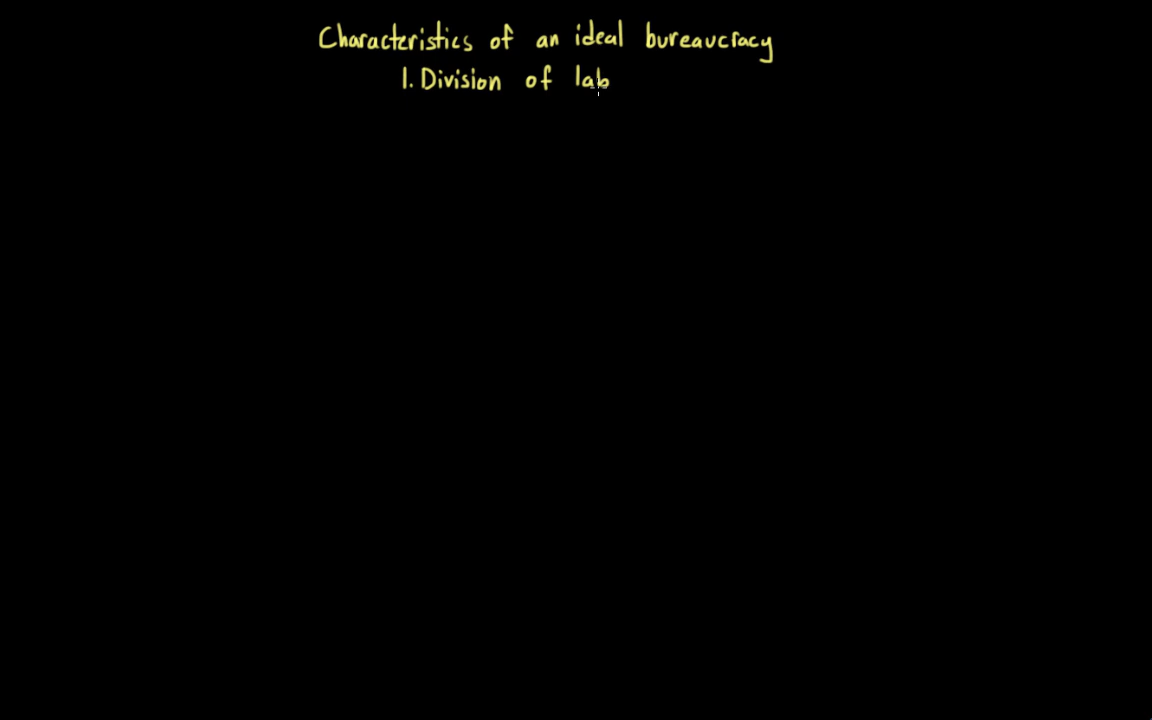 Characteristics of an ideal bureaucracy
1. Division of lab